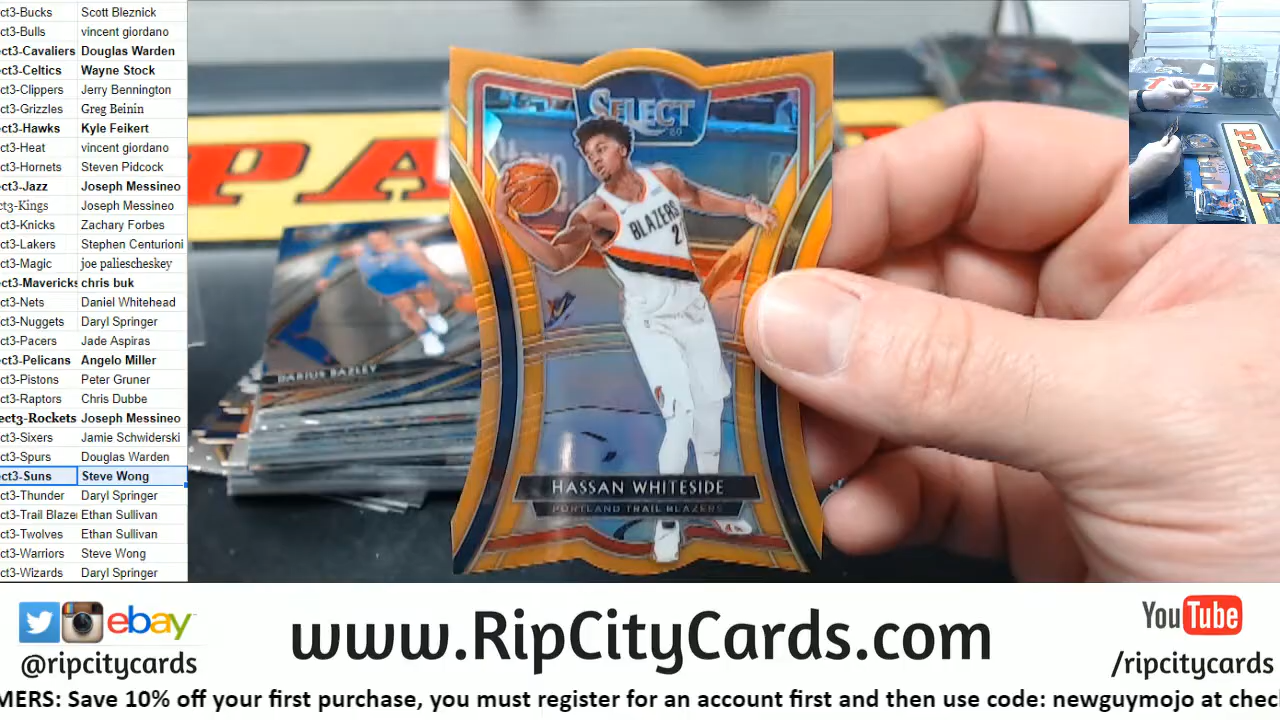 ct3-Bucks Scott Bleznick
ct3-Bulls vincent giordano
ct3-Cavaliers Douglas Warden
ct3-Celtics Wayne Stock
ct3-Clippers Jerry Bennington
ct3-Grizzles Greg Beinin
ct3-Hawks Kyle Feikert
ct3-Heat vincent giordano
ct3-Hornets Steven Pidcock
ct3-Jazz Joseph Messineo
ct3-Kings Joseph Messineo
ct3-Knicks Zachary Forbes
ct3-Lakers Stephen Centurioni
ct3-Magic joe paliescheskey
ct3-Mavericks chris buk
ct3-Nets Daniel Whitehead
ct3-Nuggets Daryl Springer
ct3-Pacers Jade Aspiras
ct3-Pelicans Angelo Miller
ct3-Pistons Peter Gruner
ct3-Raptors Chris Dubbe
ect3-Rockets Joseph Messineo
ct3-Sixers Jamie Schwiderski
ct3-Spurs Douglas Warden
ct3-Suns Steve Wong
ct3-Thunder Daryl Springer
ct3-Trail Blazer Ethan Sullivan
ct3-Twolves Ethan Sullivan
ct3-Warriors Steve Wong
ct3-Wizards Daryl Springer
SELECT
BLAZERS
2
HASSAN WHITESIDE
PORTLAND TRAIL BLAZERS
DARIUS BAZLEY
PA
ebay
@ripcitycards
www.RipCityCards.com
YouTube
/ripcitycards
MERS: Save 10% off your first purchase, you must register for an account first and then use code: newguymojo at chec